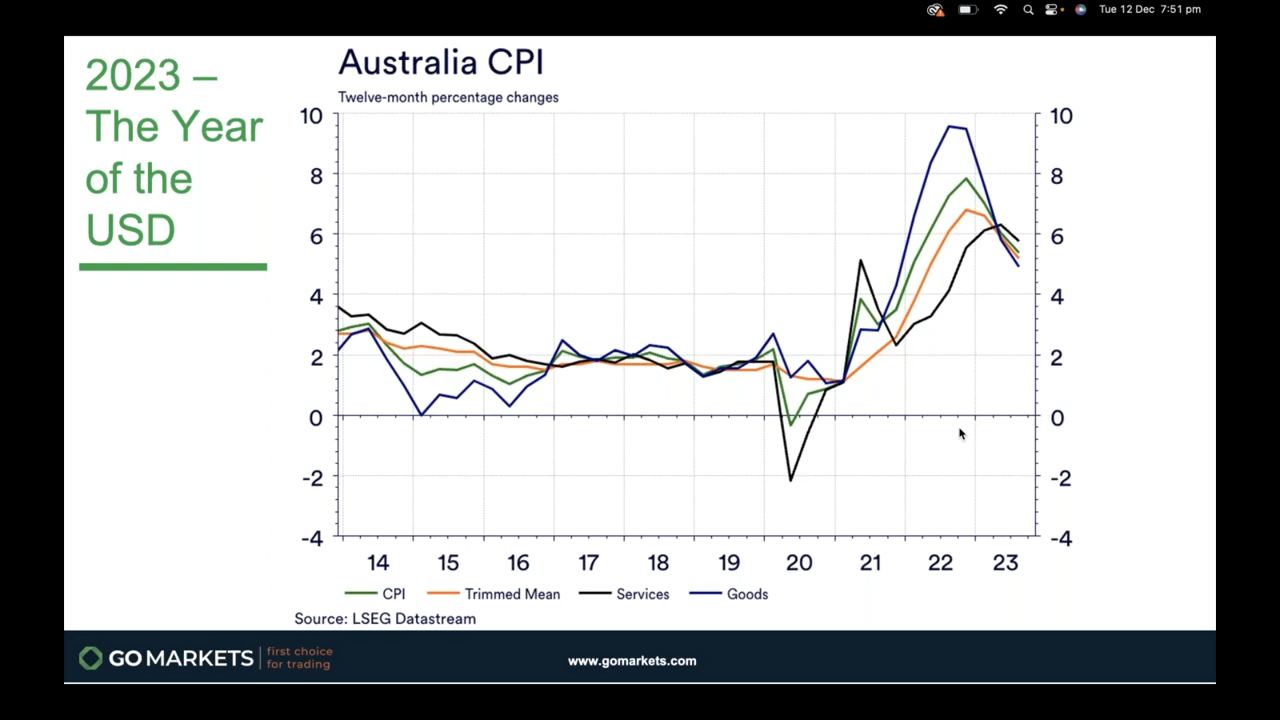 Tue 12 Dec 7:51 pm
2023 –
The Year
of the
USD
Australia CPI
Twelve-month percentage changes
10 10
8 8
6 6
4 4
2 2
0 0
-2 -2
-4 -4
14 15 16 17 18 19 20 21 22 23
CPI Trimmed Mean Services Goods
Source: LSEG Datastream
GO MARKETS
first choice
for trading
www.gomarkets.com